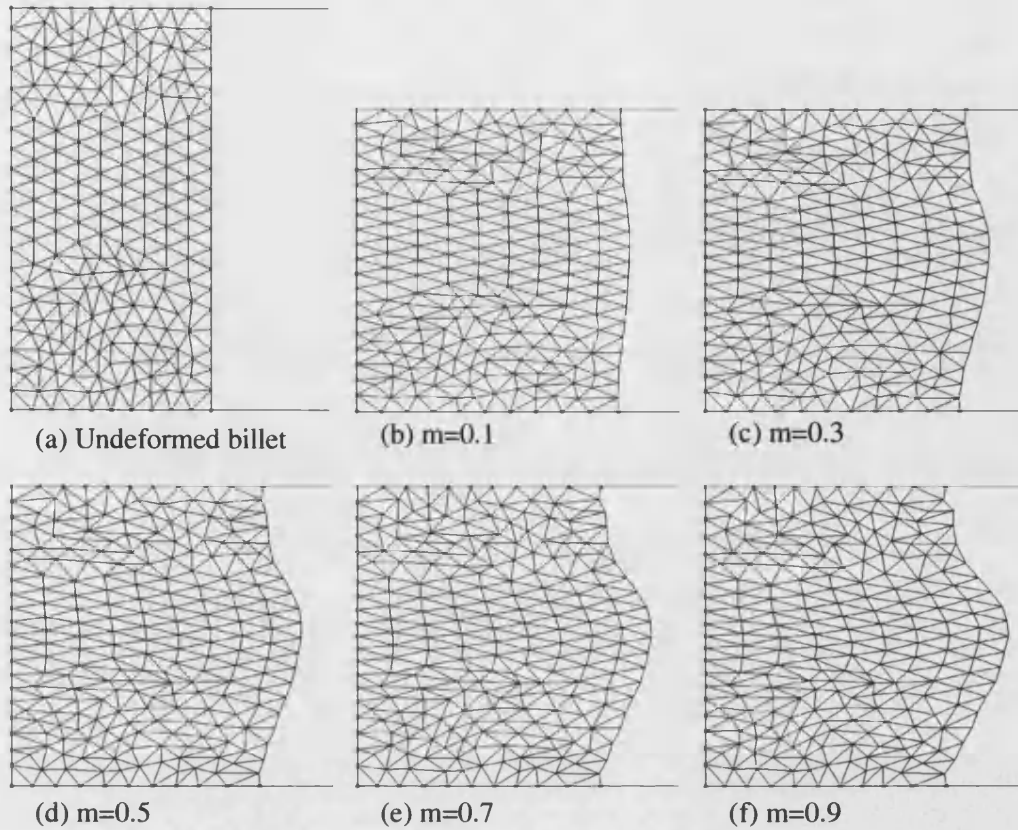 (a) Undeformed billet
(b) m=0.1
(c) m=0.3
(d) m=0.5
(e) m=0.7
(f) m=0.9